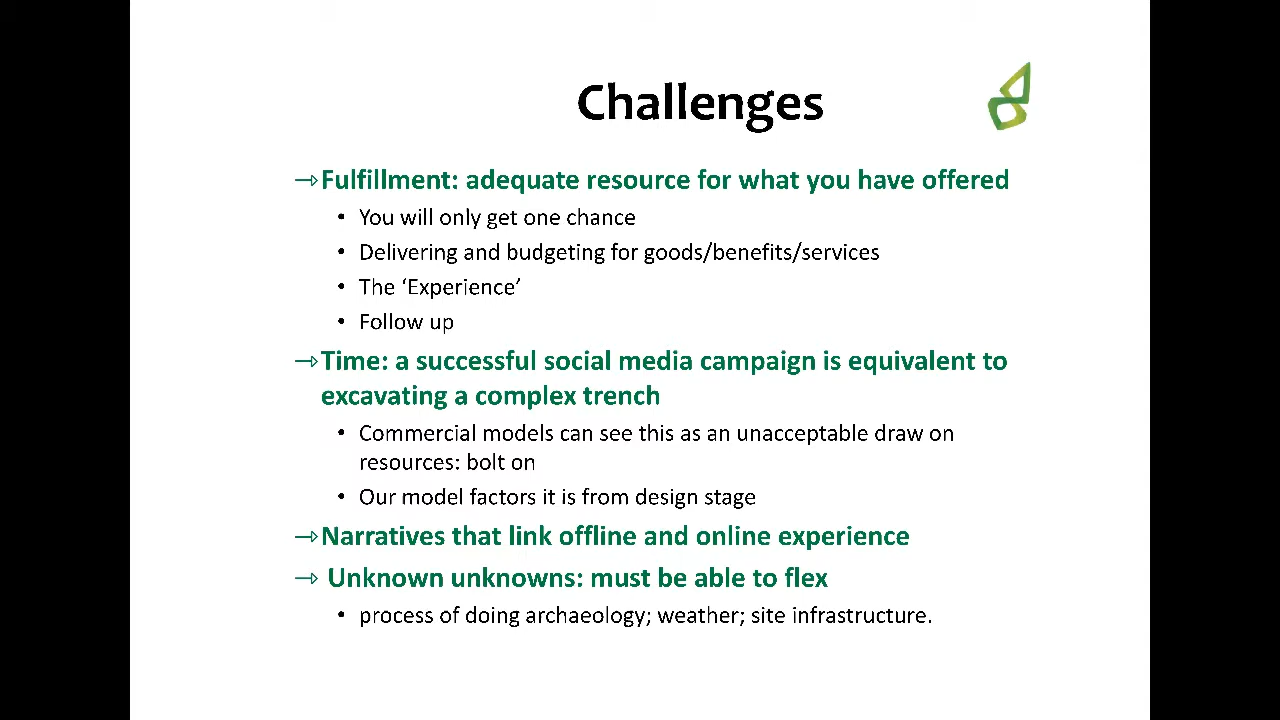 Challenges
⇾Fulfillment: adequate resource for what you have offered
• You will only get one chance
• Delivering and budgeting for goods/benefits/services
• The ‘Experience’
• Follow up
⇾Time: a successful social media campaign is equivalent to
excavating a complex trench
• Commercial models can see this as an unacceptable draw on
resources: bolt on
• Our model factors it is from design stage
⇾Narratives that link offline and online experience
⇾ Unknown unknowns: must be able to flex
• process of doing archaeology; weather; site infrastructure.